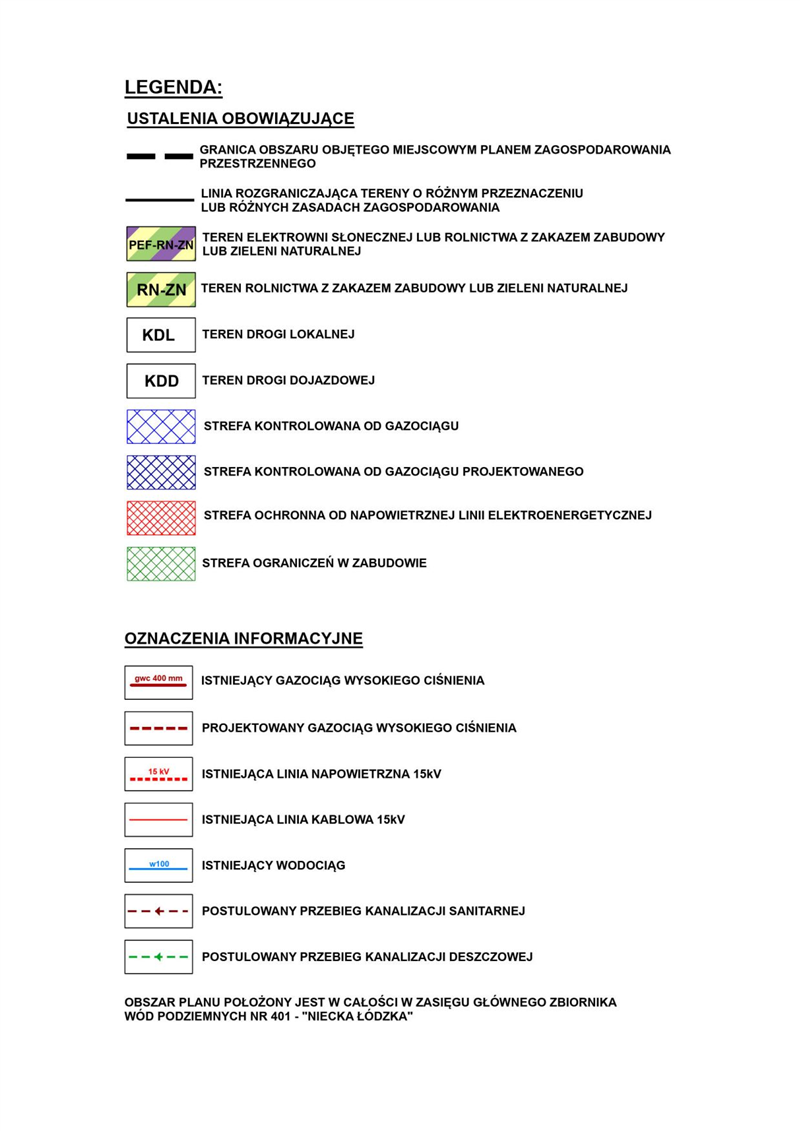 LEGENDA:
USTALENIA OBOWIĄZUJĄCE
GRANICA OBSZARU OBJĘTEGO MIEJSCOWYM PLANEM ZAGOSPODAROWANIA
PRZESTRZENNEGO
LINIA ROZGRANICZAJĄCA TERENY O RÓŻNYM PRZEZNACZENIU
LUB RÓŻNYCH ZASADACH ZAGOSPODAROWANIA
PEF-RN-ZN TEREN ELEKTROWNI SŁONECZNEJ LUB ROLNICTWA Z ZAKAZEM ZABUDOWY
LUB ZIELENI NATURALNEJ
RN-ZN TEREN ROLNICTWA Z ZAKAZEM ZABUDOWY LUB ZIELENI NATURALNEJ
KDL TEREN DROGI LOKALNEJ
KDD TEREN DROGI DOJAZDOWEJ
STREFA KONTROLOWANA OD GAZOCIĄGU
STREFA KONTROLOWANA OD GAZOCIĄGU PROJEKTOWANEGO
STREFA OCHRONNA OD NAPOWIETRZNEJ LINII ELEKTROENERGETYCZNEJ
STREFA OGRANICZEŃ W ZABUDOWIE
OZNACZENIA INFORMACYJNE
gwc 400 mm ISTNIEJĄCY GAZOCIĄG WYSOKIEGO CIŚNIENIA
PROJEKTOWANY GAZOCIĄG WYSOKIEGO CIŚNIENIA
15 kV ISTNIEJĄCA LINIA NAPOWIETRZNA 15kV
ISTNIEJĄCA LINIA KABLOWA 15kV
w100 ISTNIEJĄCY WODOCIĄG
POSTULOWANY PRZEBIEG KANALIZACJI SANITARNEJ
POSTULOWANY PRZEBIEG KANALIZACJI DESZCZOWEJ
OBSZAR PLANU POŁOŻONY JEST W CAŁOŚCI W ZASIĘGU GŁÓWNEGO ZBIORNIKA
WÓD PODZIEMNYCH NR 401 - "NIECKA ŁÓDZKA"